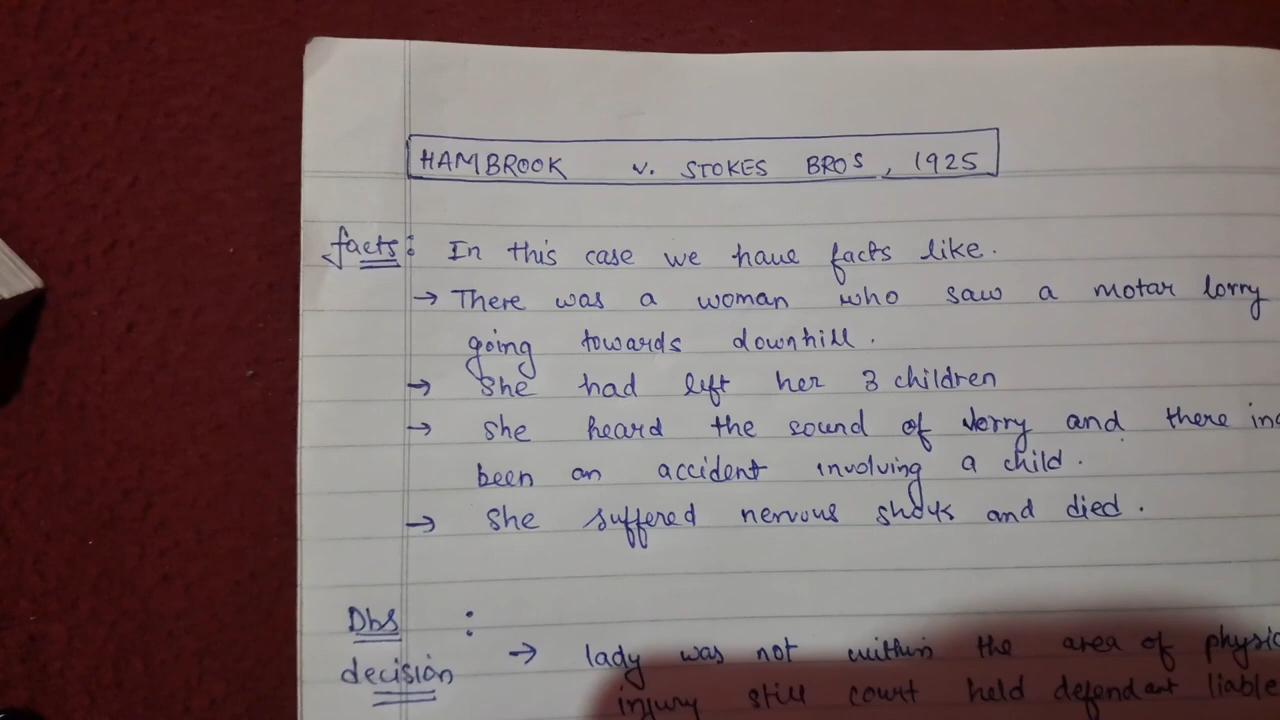 HAMBROOK v. STOKES BROS, 1925
facts: In this case we have facts like.
→ There was a woman who saw a motar lorry
going towards downhill.
→ she had left her 3 children
→ she heard the sound of lorry and there
been an accident involving a child.
→ she suffered nervous and died.
Dbs :
decision → lady was not within the area of
injury still court held defendant liable